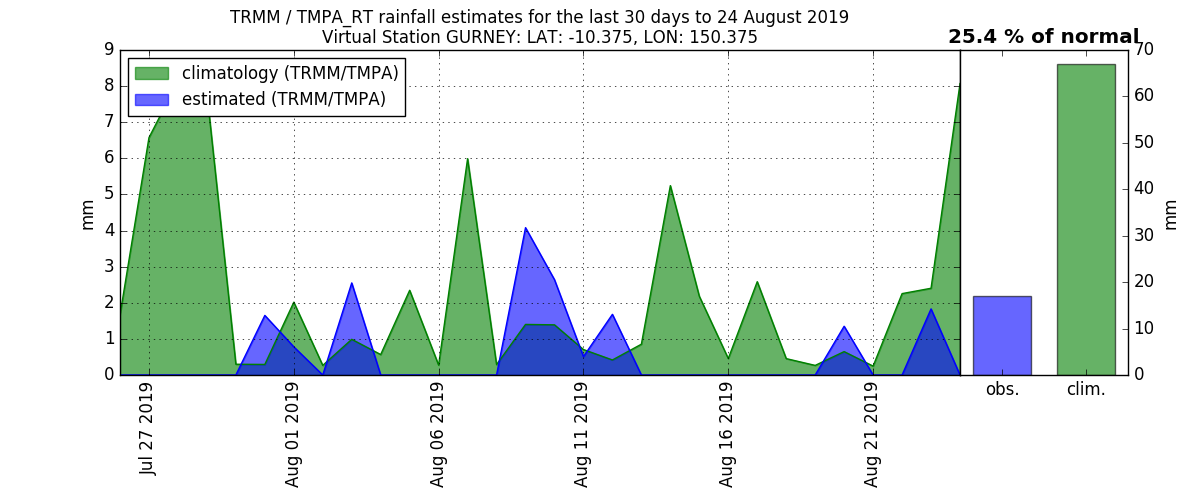 TRMM / TMPA_RT rainfall estimates for the last 30 days to 24 August 2019
Virtual Station GURNEY: LAT: -10.375, LON: 150.375
25.4 % of normal
climatology (TRMM/TMPA)
estimated (TRMM/TMPA)
9
8
7
6
5
4
3
2
1
0
mm
Jul 27 2019
Aug 01 2019
Aug 06 2019
Aug 11 2019
Aug 16 2019
Aug 21 2019
70
60
50
40
30
20
10
0
mm
obs.
clim.